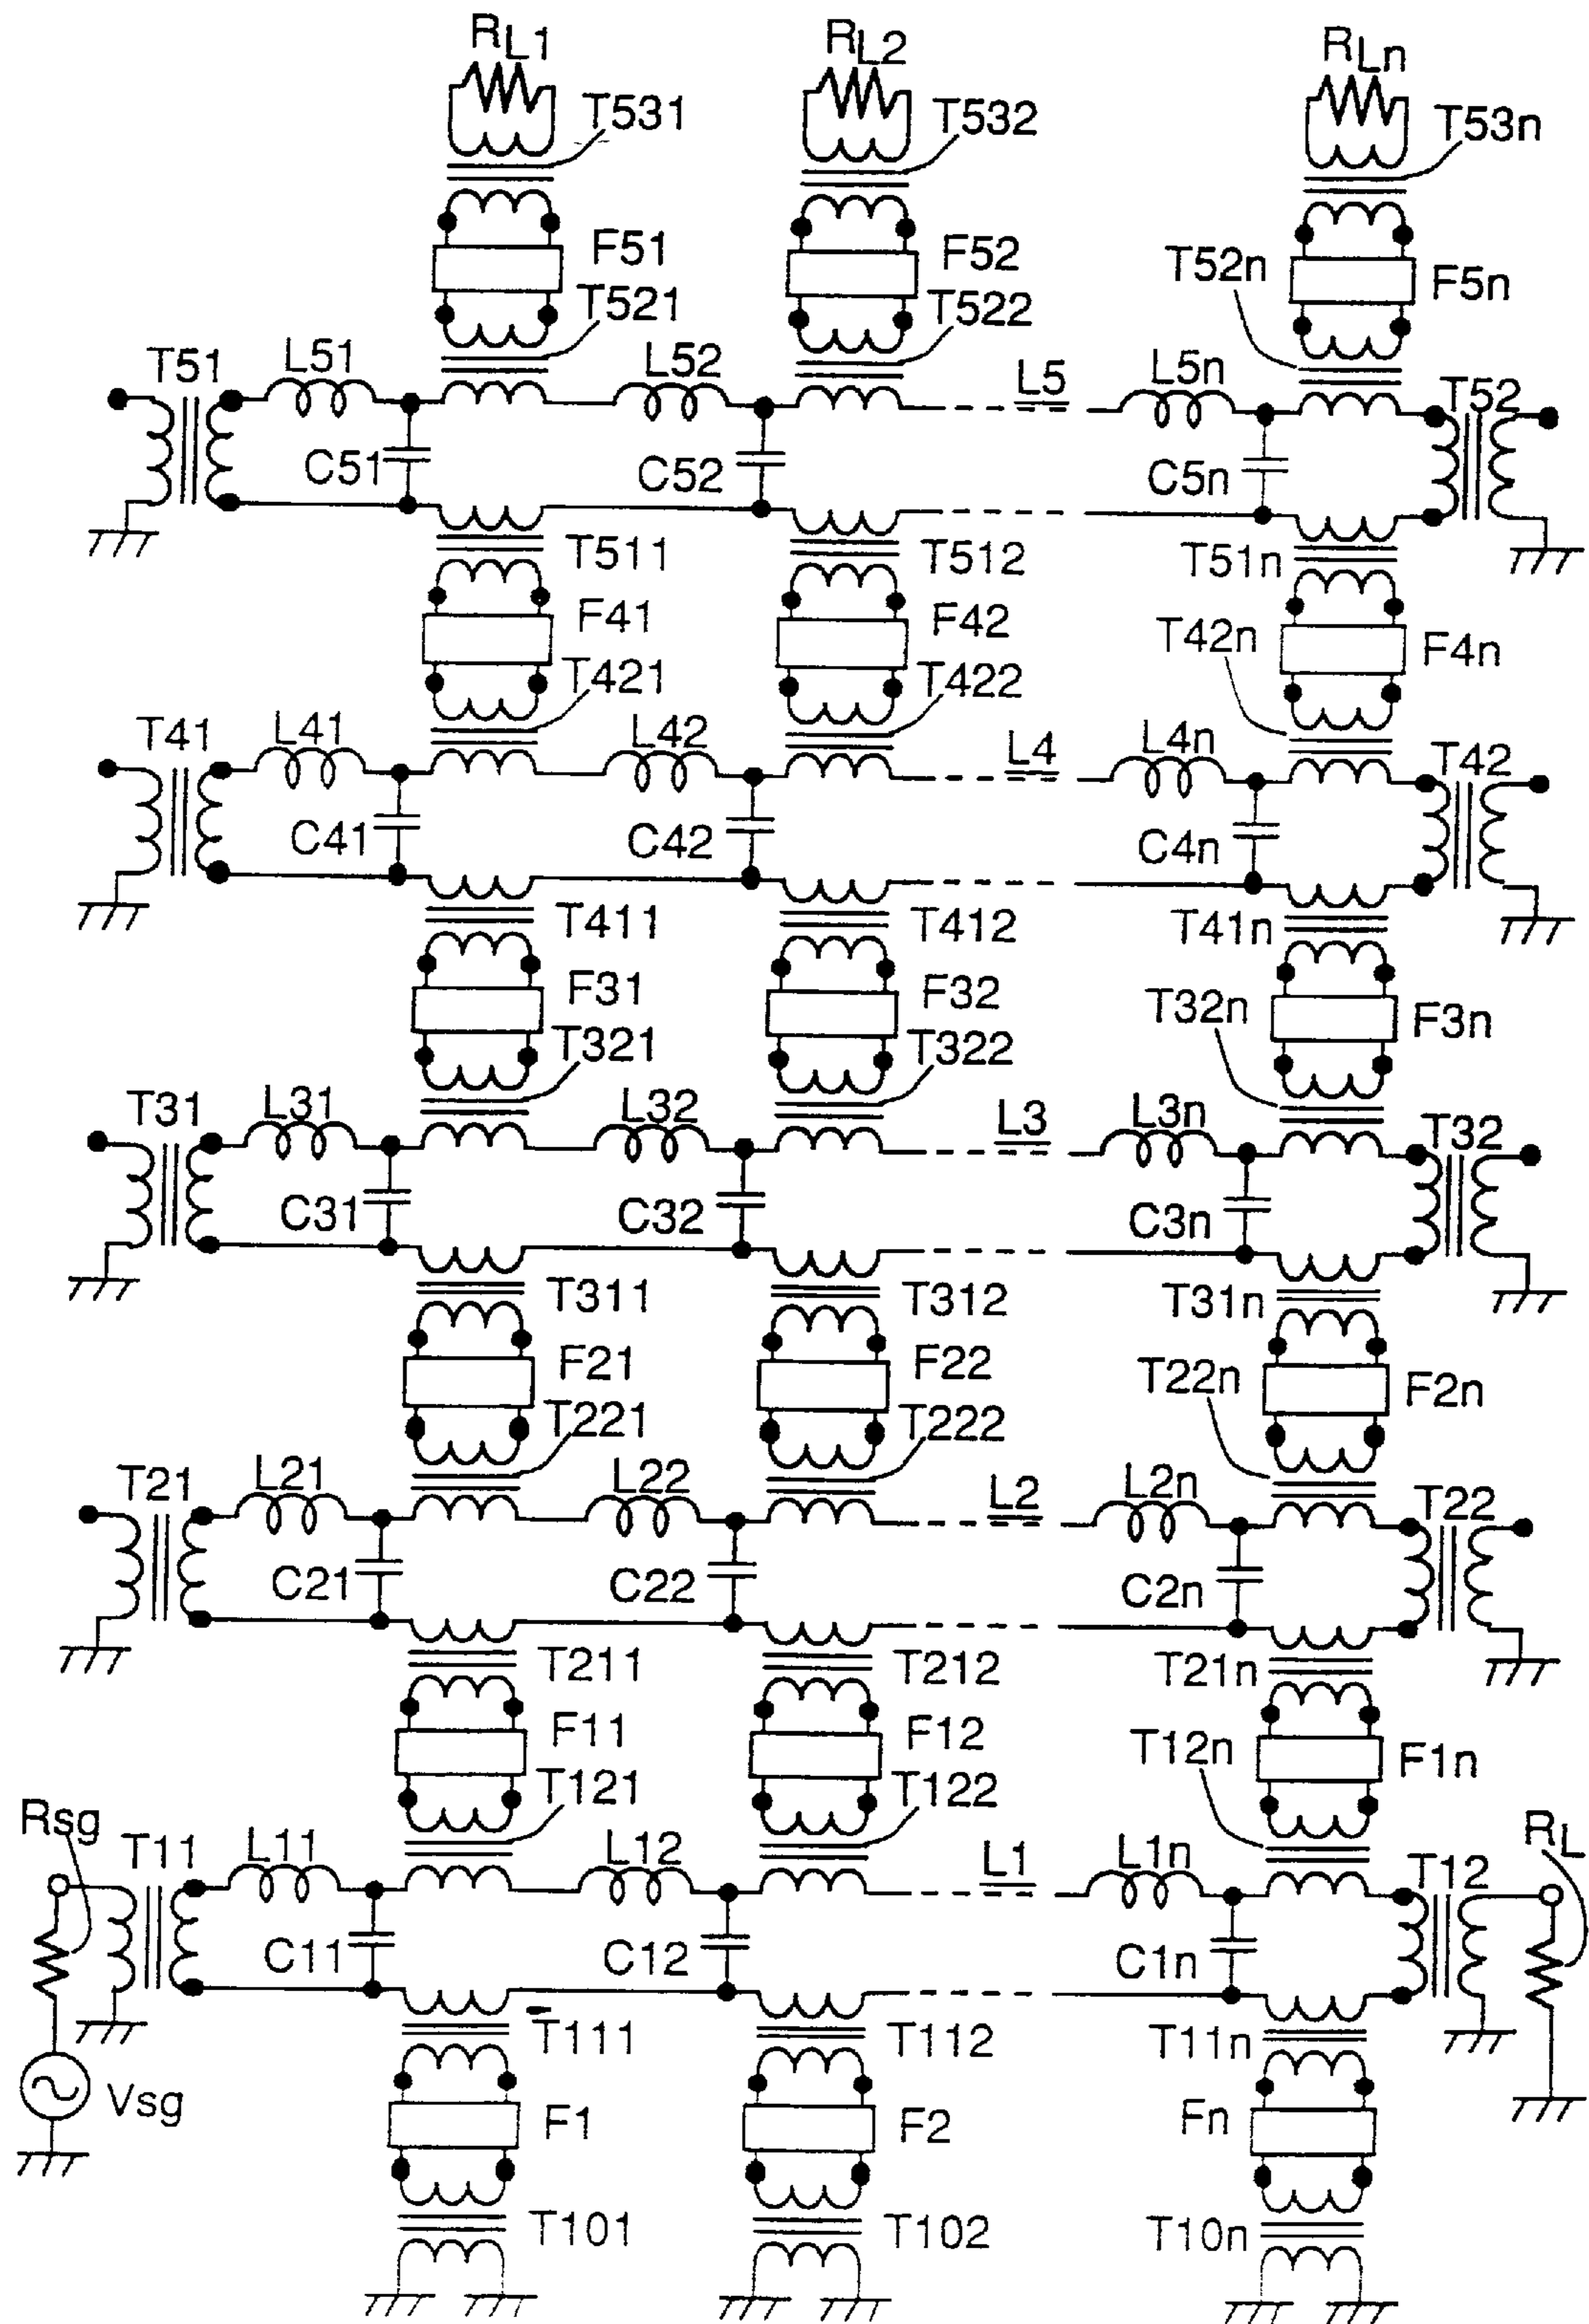 RL1 RL2 RLn
T531 T532 T53n
F51 F52 T52n F5n
T521 T522
T51 L51 L52 L5 L5n T52
C51 C52 C5n
T511 T512 T51n
F41 F42 T42n F4n
T421 T422
T41 L41 L42 L4 L4n T42
C41 C42 C4n
T411 T412 T41n
F31 F32 T32n F3n
T321 T322
T31 L31 L32 L3 L3n T32
C31 C32 C3n
T311 T312 T31n
F21 F22 T22n F2n
T221 T222
T21 L21 L22 L2 L2n T22
C21 C22 C2n
T211 T212 T21n
F11 F12 T12n F1n
T121 T122
Rsg T11 L11 L12 L1 L1n T12 RL
C11 C12 C1n
T111 T112 T11n
Vsg F1 F2 Fn
T101 T102 T10n